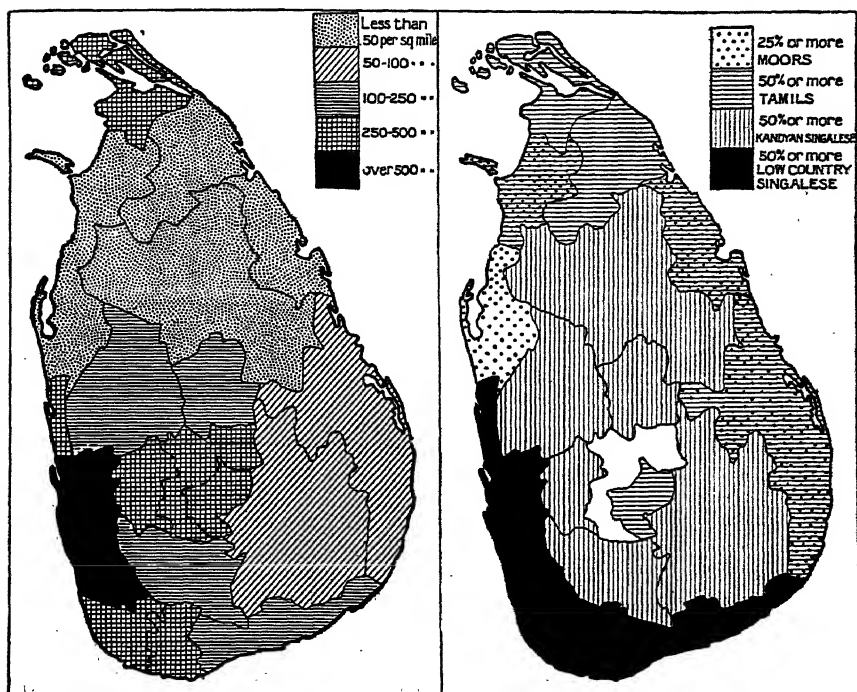 Less than
50 per sq mile
50-100 " "
100-250 " "
250-500 " "
over 500 " "
25% or more
MOORS
50% or more
TAMILS
50% or more
KANDYAN SINGALESE
50% or more
LOW COUNTRY
SINGALESE